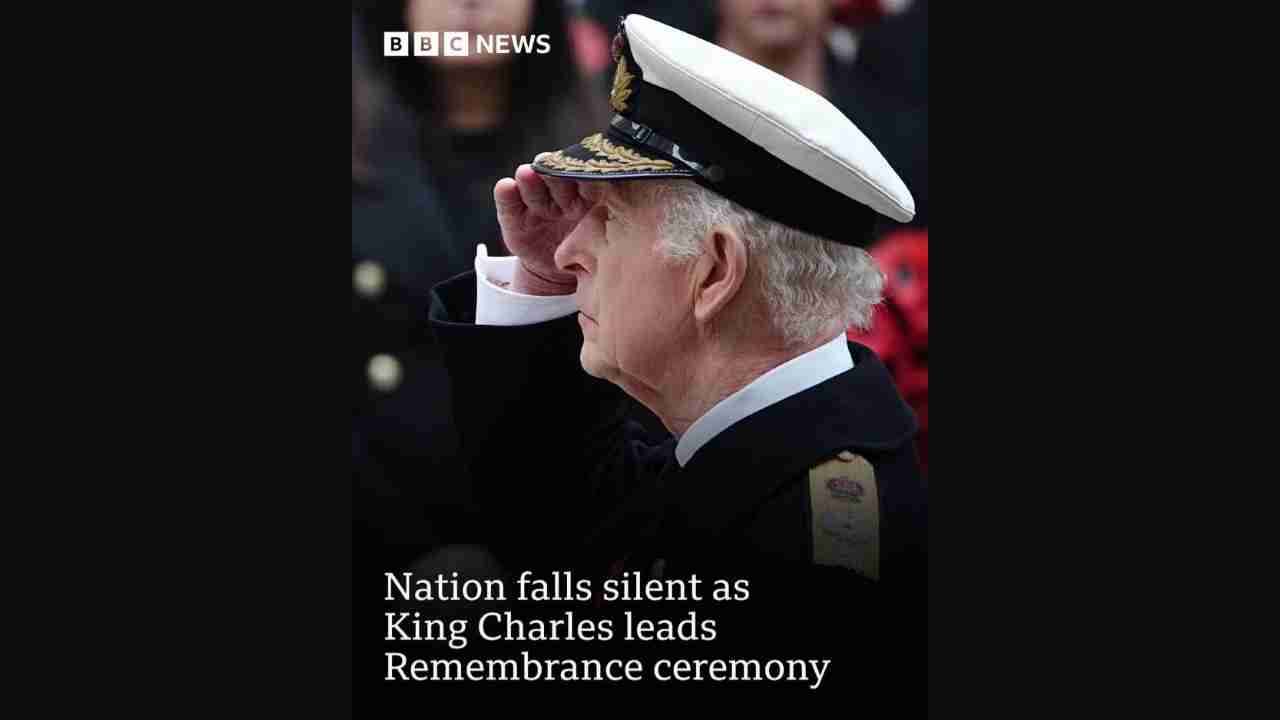 BBC NEWS
Nation falls silent as
King Charles leads
Remembrance ceremony